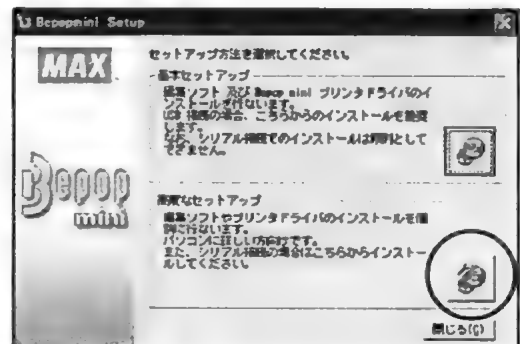 Bepopmini Setup
MAX
Bepop
mini
セットアップ方法を選択してください。
基本セットアップ
編集ソフト 及び Bepop mini プリンタドライバのイ
ンストールを行ないます。
USB 接続の場合、こちらからのインストールを推奨
します。
なお、シリアル接続でのインストールは原則として
できません。
高度なセットアップ
編集ソフトやプリンタドライバのインストールを個
別に行ないます。
パソコンに詳しい方向けです。
また、シリアル接続の場合はこちらからインストー
ルしてください。
閉じる(C)